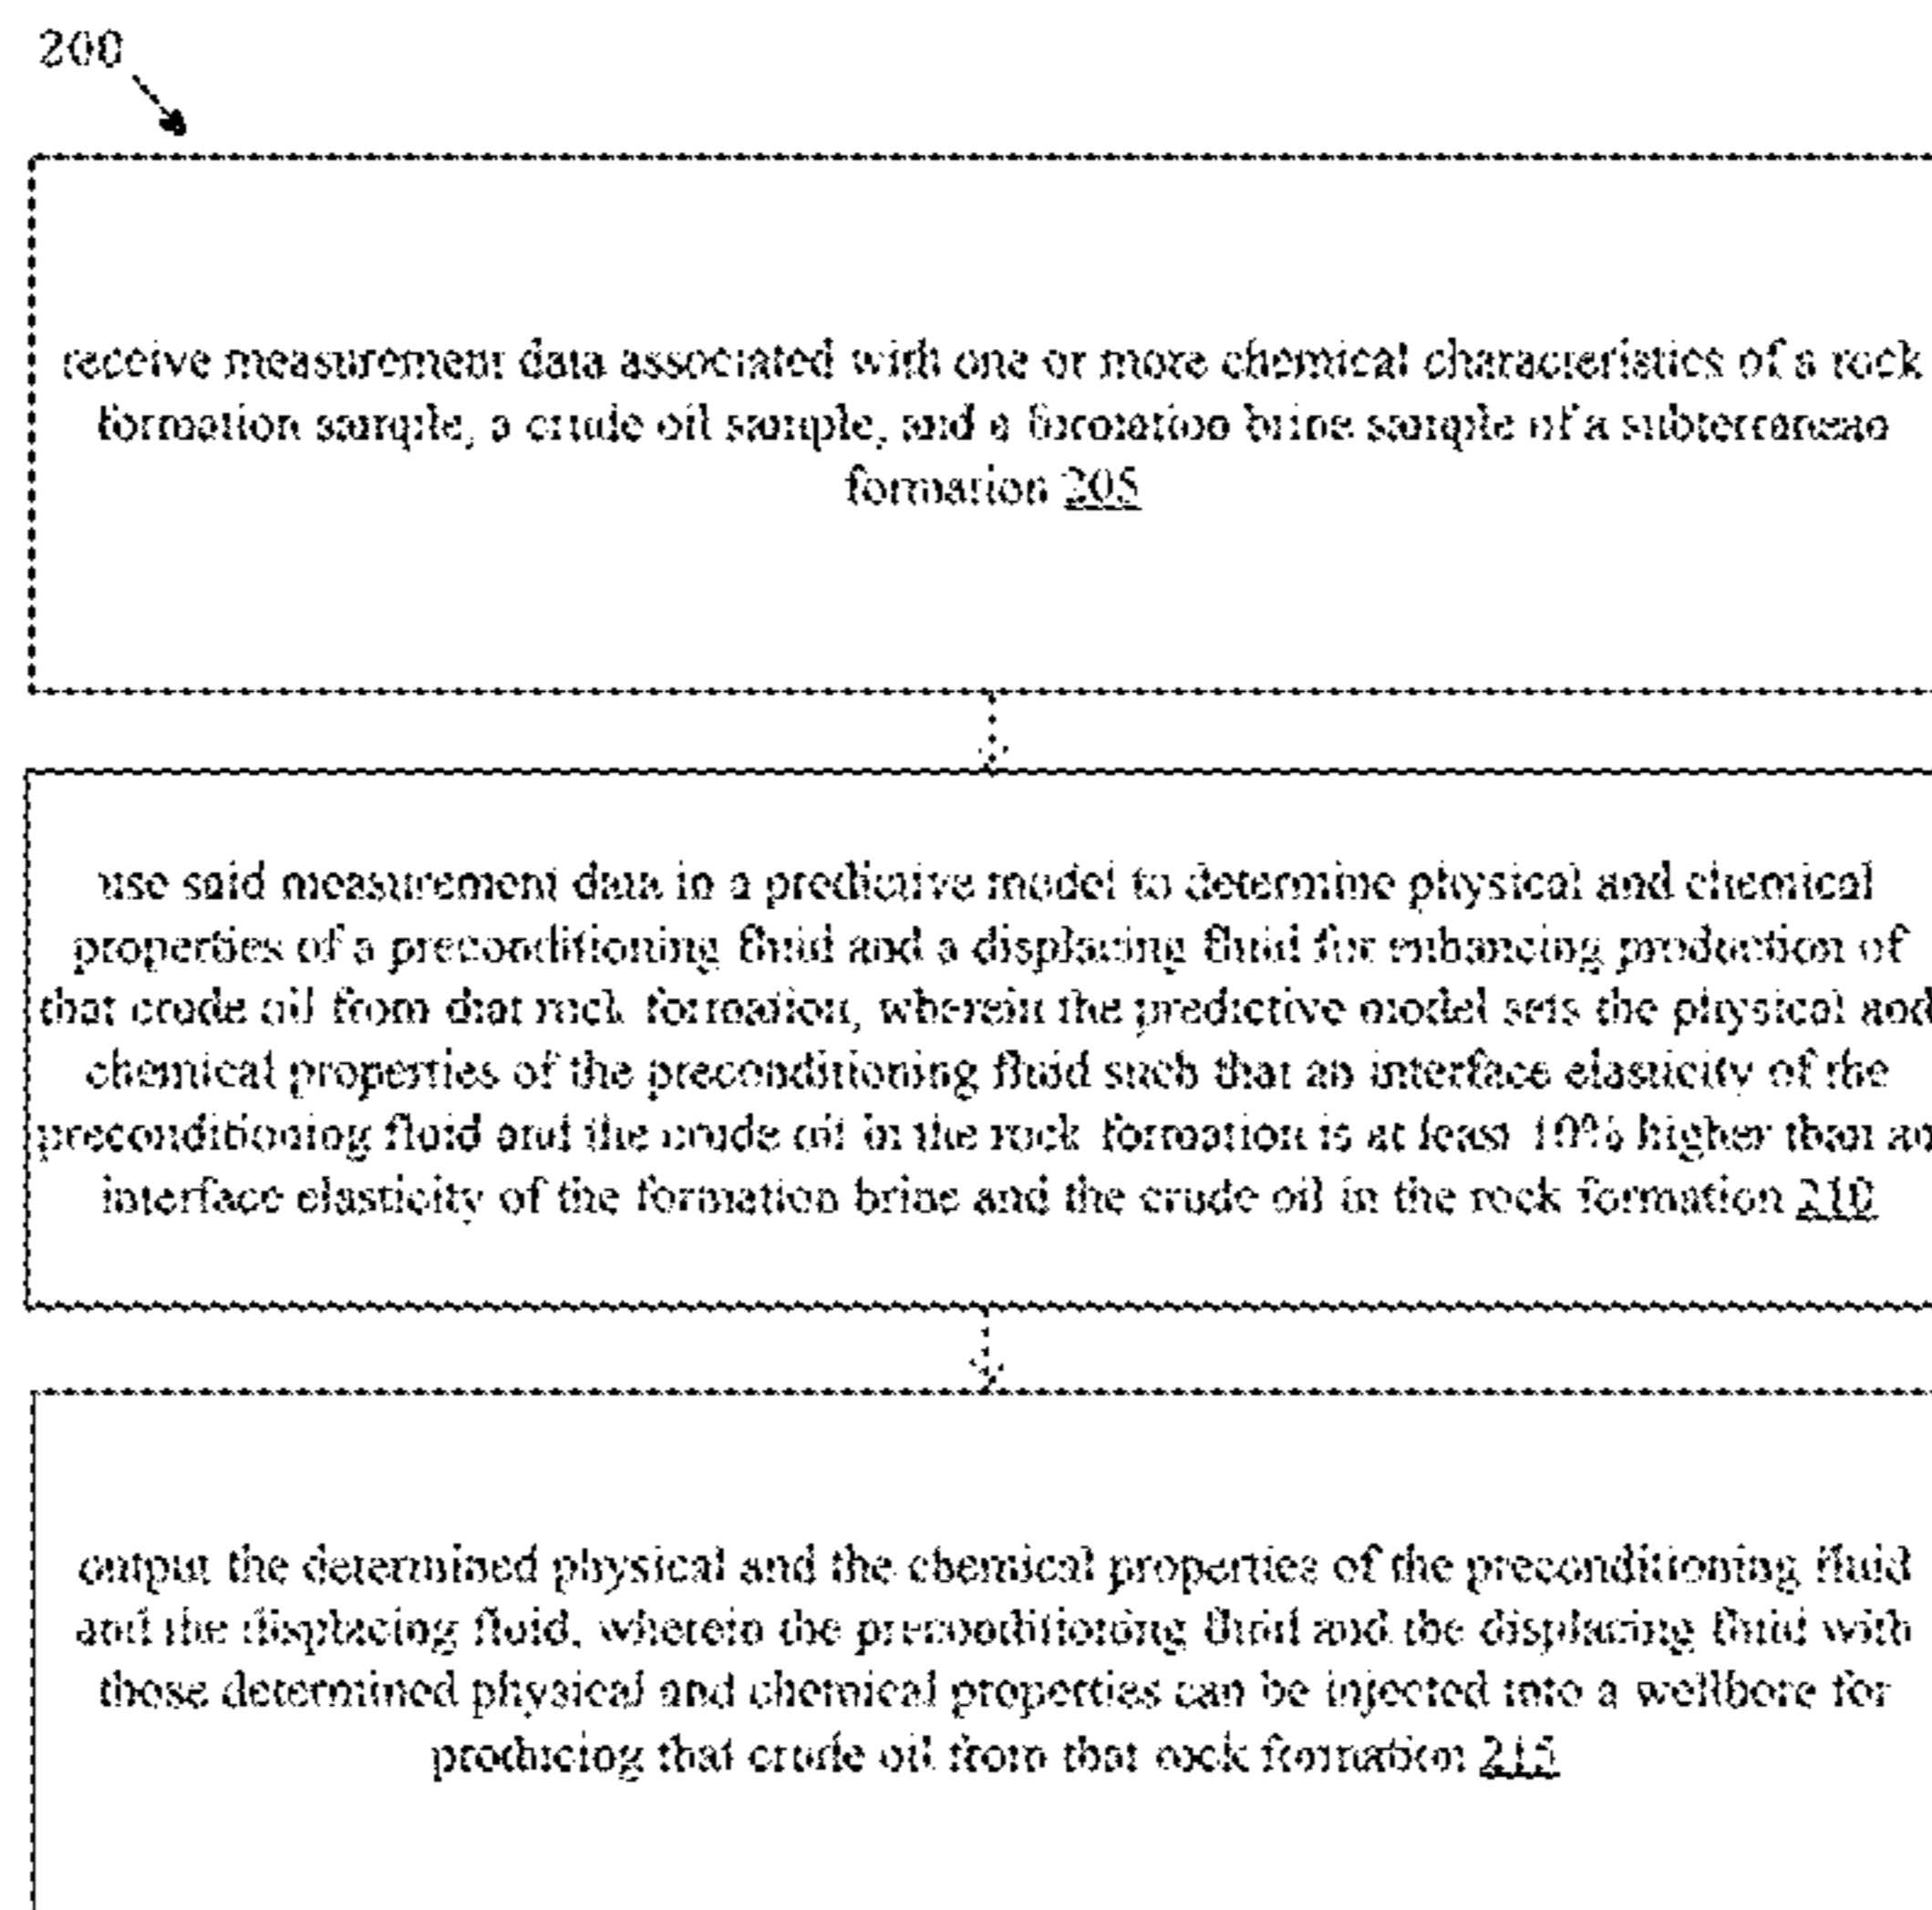 200
receive measurement data associated with one or more chemical characteristics of a rock
formation sample, a crude oil sample, and a formation brine sample of a subterranean
formation 205
use said measurement data in a predictive model to determine physical and chemical
properties of a preconditioning fluid and a displacing fluid for enhancing production of
that crude oil from that rock formation, wherein the predictive model sets the physical and
chemical properties of the preconditioning fluid such that an interface elasticity of the
preconditioning fluid and the crude oil in the rock formation is at least 10% higher than an
interface elasticity of the formation brine and the crude oil in the rock formation 210
output the determined physical and the chemical properties of the preconditioning fluid
and the displacing fluid, wherein the preconditioning fluid and the displacing fluid with
those determined physical and chemical properties can be injected into a wellbore for
producing that crude oil from that rock formation 215